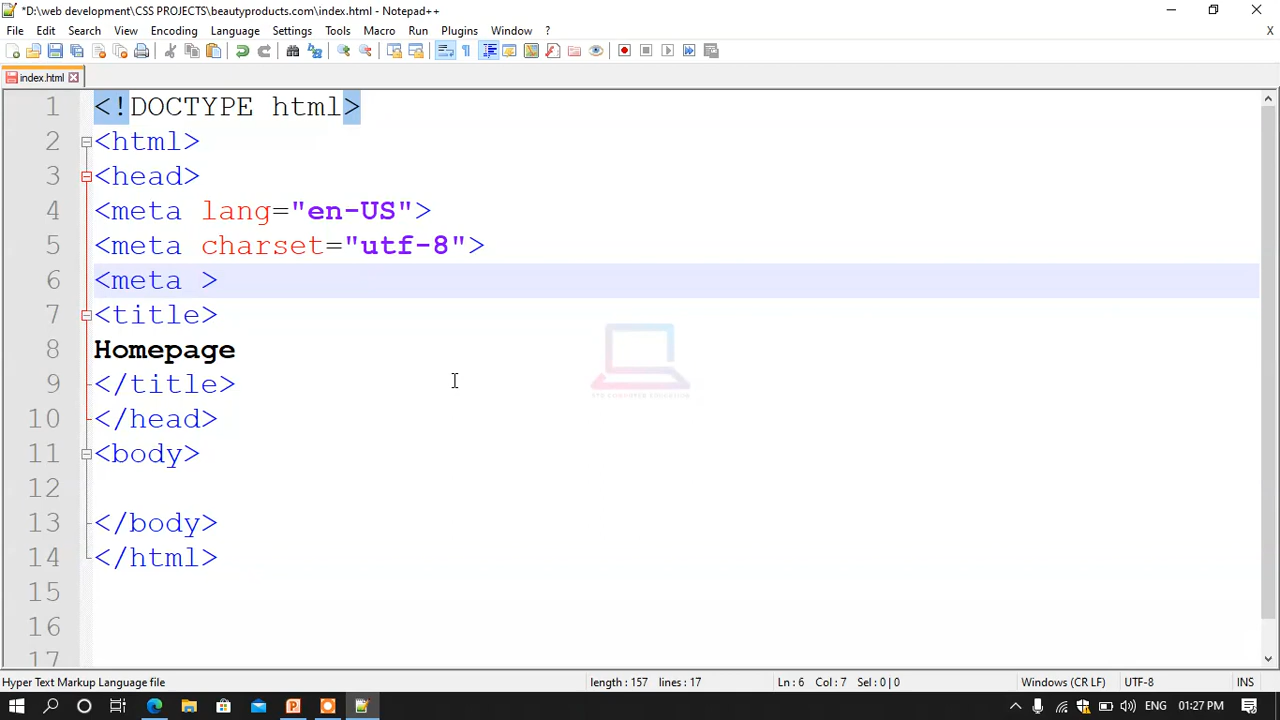 *D:\web development\CSS PROJECTS\beautyproducts.com\index.html - Notepad++
File Edit Search View Encoding Language Settings Tools Macro Run Plugins Window ? X
index.html
1 <!DOCTYPE html>
2 <html>
3 <head>
4 <meta lang="en-US">
5 <meta charset="utf-8">
6 <meta >
7 <title>
8 Homepage
9 </title>
10 </head>
11 <body>
12
13 </body>
14 </html>
15
16
17
Hyper Text Markup Language file length : 157 lines : 17 Ln : 6 Col : 7 Sel : 0 | 0 Windows (CR LF) UTF-8 INS
ENG 01:27 PM